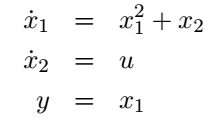 ẋ₁ = x₁² + x₂
ẋ₂ = u
y = x₁